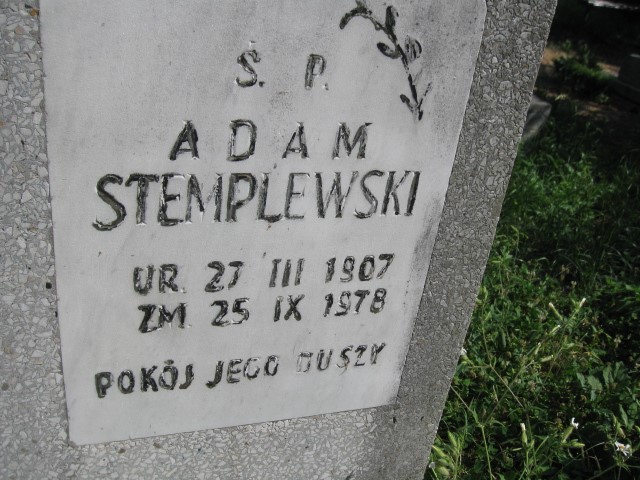 Ś. P.
ADAM
STEMPLEWSKI
UR. 27 III 1907
ZM. 25 IX 1978
POKÓJ JEGO DUSZY